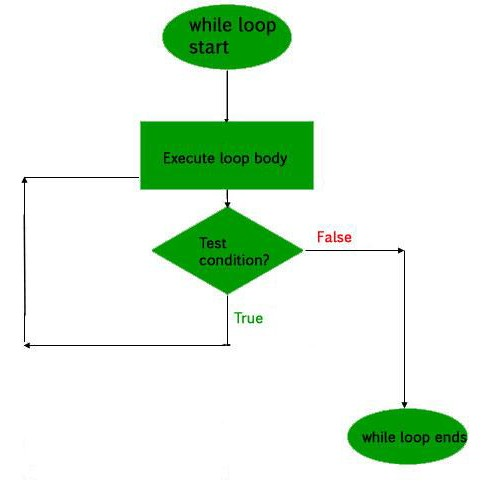 while loop
start
Execute loop body
Test
condition?
False
True
while loop ends